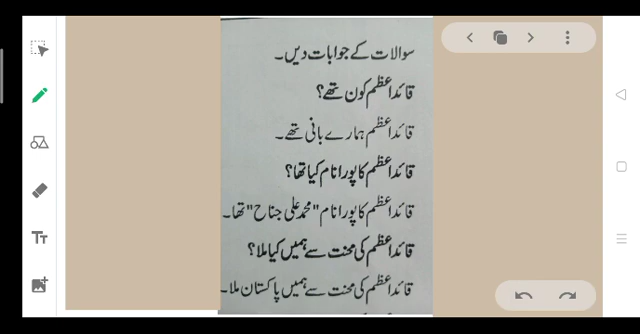 سوالات کے جوابات دیں۔
قائداعظم کون تھے؟
قائداعظم ہمارے بانی تھے۔
قائداعظم کا پورا نام کیا تھا؟
قائداعظم کا پورا نام "محمد علی جناح" تھا۔
قائداعظم کی محنت سے ہمیں کیا ملا؟
قائداعظم کی محنت سے ہمیں پاکستان ملا۔